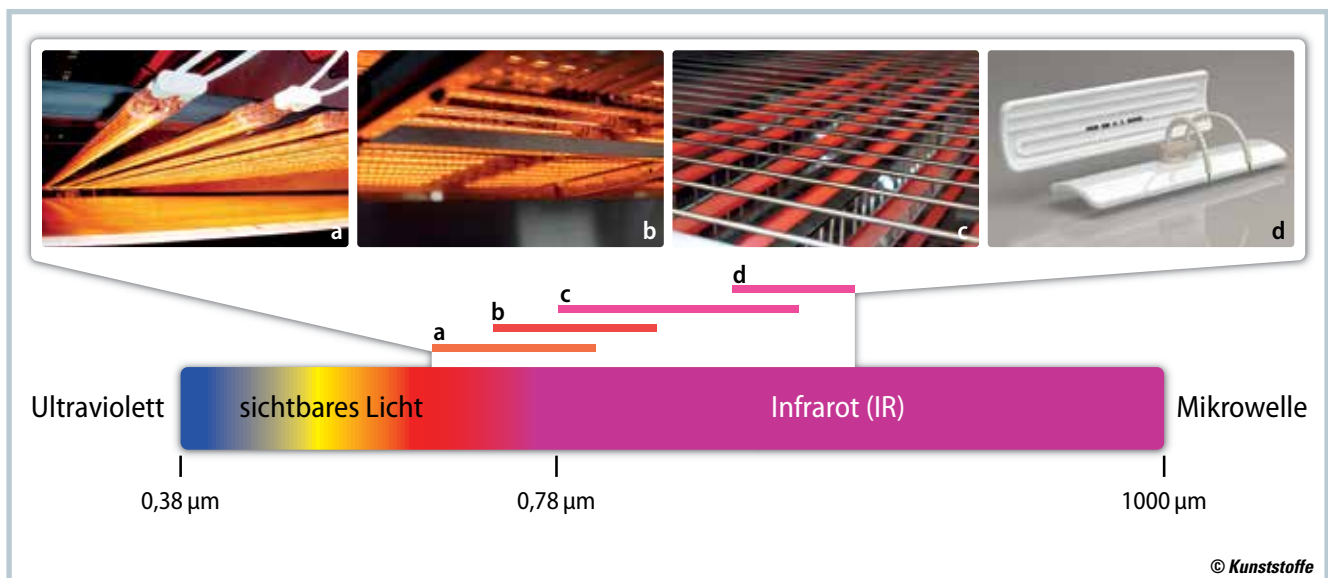 a
b
c
d
d
c
b
a
Ultraviolett
sichtbares Licht
Infrarot (IR)
Mikrowelle
0,38 µm
0,78 µm
1000 µm
© Kunststoffe